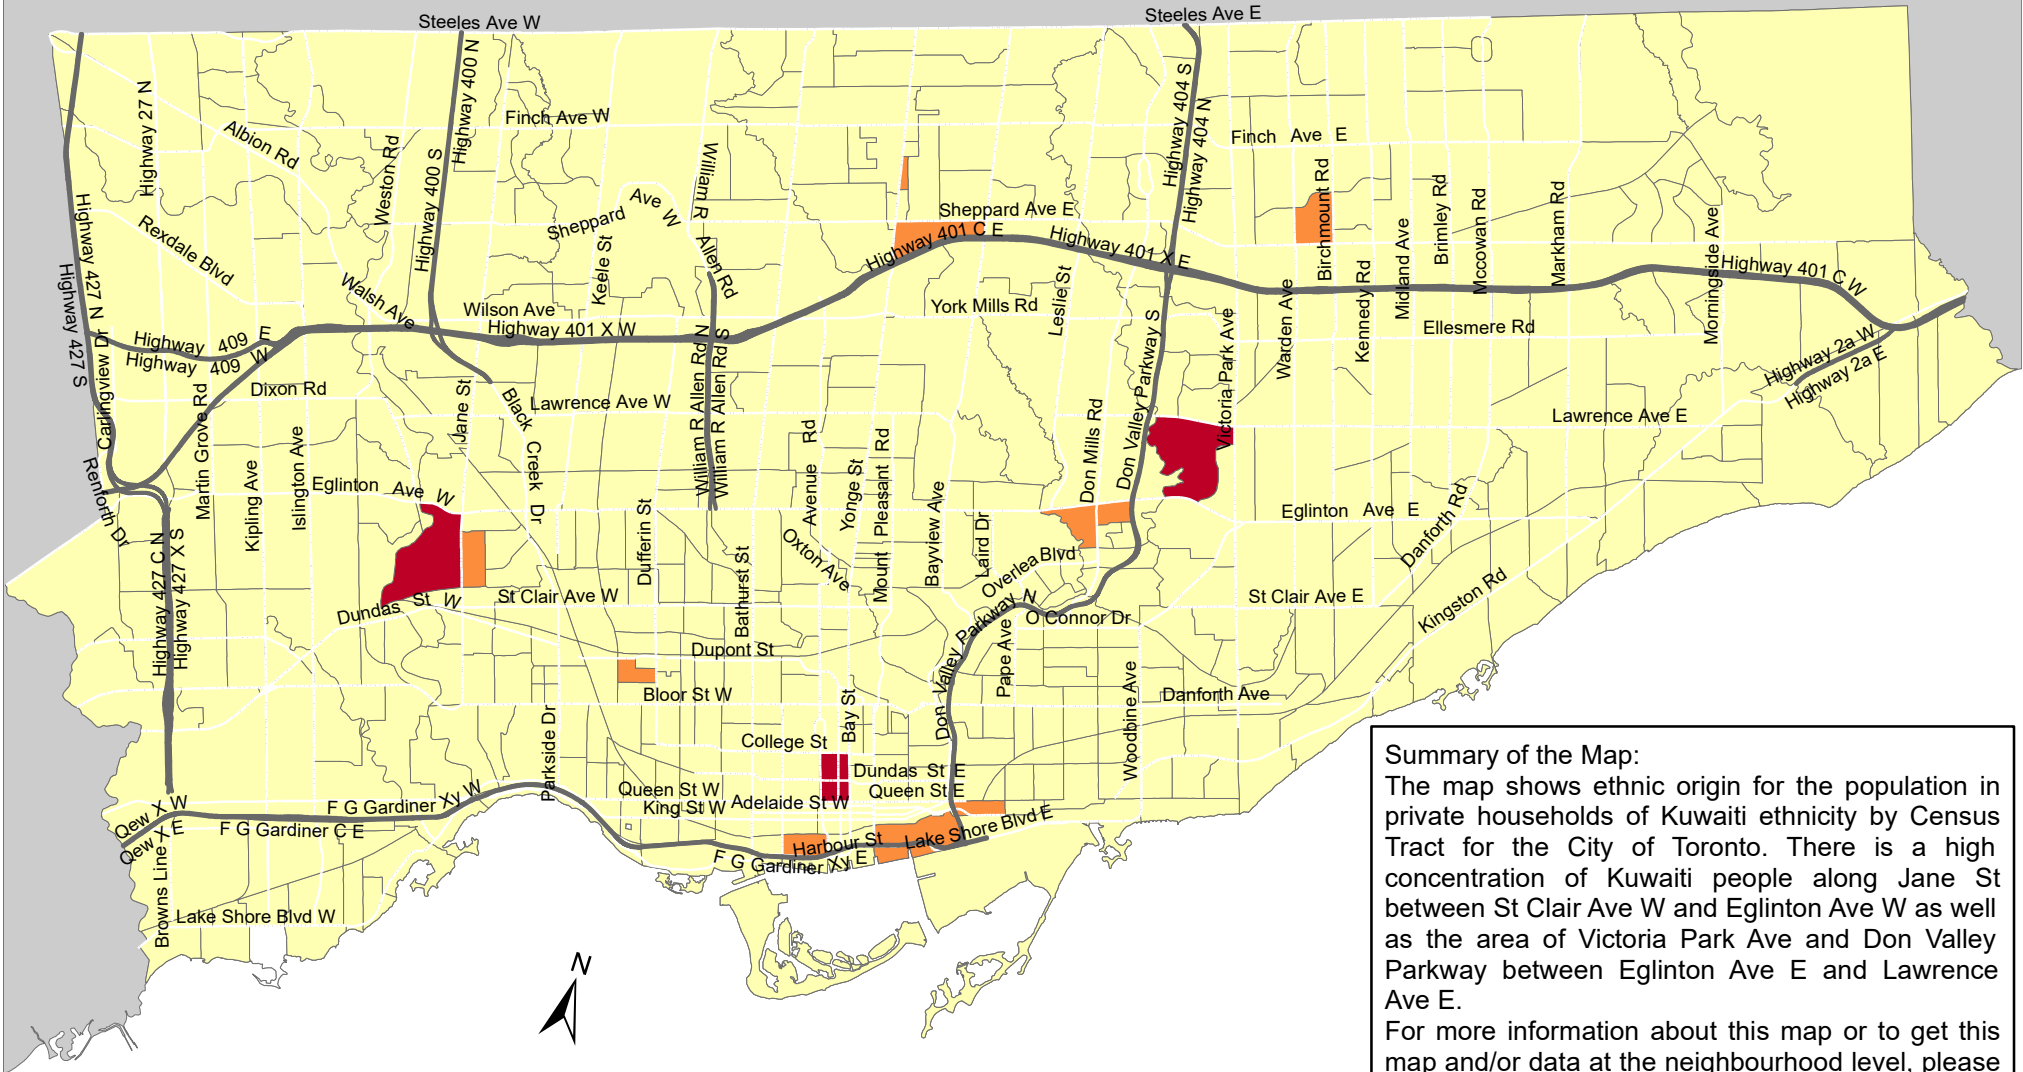 Steeles Ave W
Steeles Ave E
Highway 27 N
Albion Rd
Weston Rd
Highway 400 N
Highway 400 S
Finch Ave W
William R Allen Rd
Highway 404 S
Highway 404 N
Finch Ave E
Birchmount Rd
Sheppard Ave W
Keele St
Sheppard Ave E
Highway 401 C E
Highway 401 X E
Leslie St
Midland Ave
Brimley Rd
Mccowan Rd
Markham Rd
Morningside Ave
Highway 401 C W
Highway 427 N
Highway 427 S
Rexdale Blvd
Walsh Ave
Wilson Ave
Highway 401 X W
York Mills Rd
Victoria Park Ave
Warden Ave
Kennedy Rd
Ellesmere Rd
Highway 2a W
Highway 2a E
Highway 409 E
Highway 409 W
Carlingview Dr
Dixon Rd
Martin Grove Rd
Jane St
Black Creek Dr
Lawrence Ave W
William R Allen Rd N
William R Allen Rd S
Don Valley Parkway S
Don Mills Rd
Lawrence Ave E
Renforth Dr
Kipling Ave
Islington Ave
Eglinton Ave W
Dufferin St
Bathurst St
Avenue Rd
Oxton Ave
Yonge St
Mount Pleasant Rd
Bayview Ave
Laird Dr
Overlea Blvd
Eglinton Ave E
Danforth Rd
Kingston Rd
Highway 427 C N
Highway 427 X S
Dundas St W
St Clair Ave W
Don Valley Parkway N
O Connor Dr
St Clair Ave E
Dupont St
Bloor St W
Pape Ave
Woodbine Ave
Danforth Ave
Parkside Dr
College St
Bay St
Dundas St E
Queen St E
Queen St W
King St W
Adelaide St W
Qew X W
Qew X E
F G Gardiner Xy W
F G Gardiner C E
Harbour St
Lake Shore Blvd E
F G Gardiner Xy E
Browns Line
Lake Shore Blvd W
N
Summary of the Map:
The map shows ethnic origin for the population in
private households of Kuwaiti ethnicity by Census
Tract for the City of Toronto. There is a high
concentration of Kuwaiti people along Jane St
between St Clair Ave W and Eglinton Ave W as well
as the area of Victoria Park Ave and Don Valley
Parkway between Eglinton Ave E and Lawrence
Ave E.
For more information about this map or to get this
map and/or data at the neighbourhood level, please